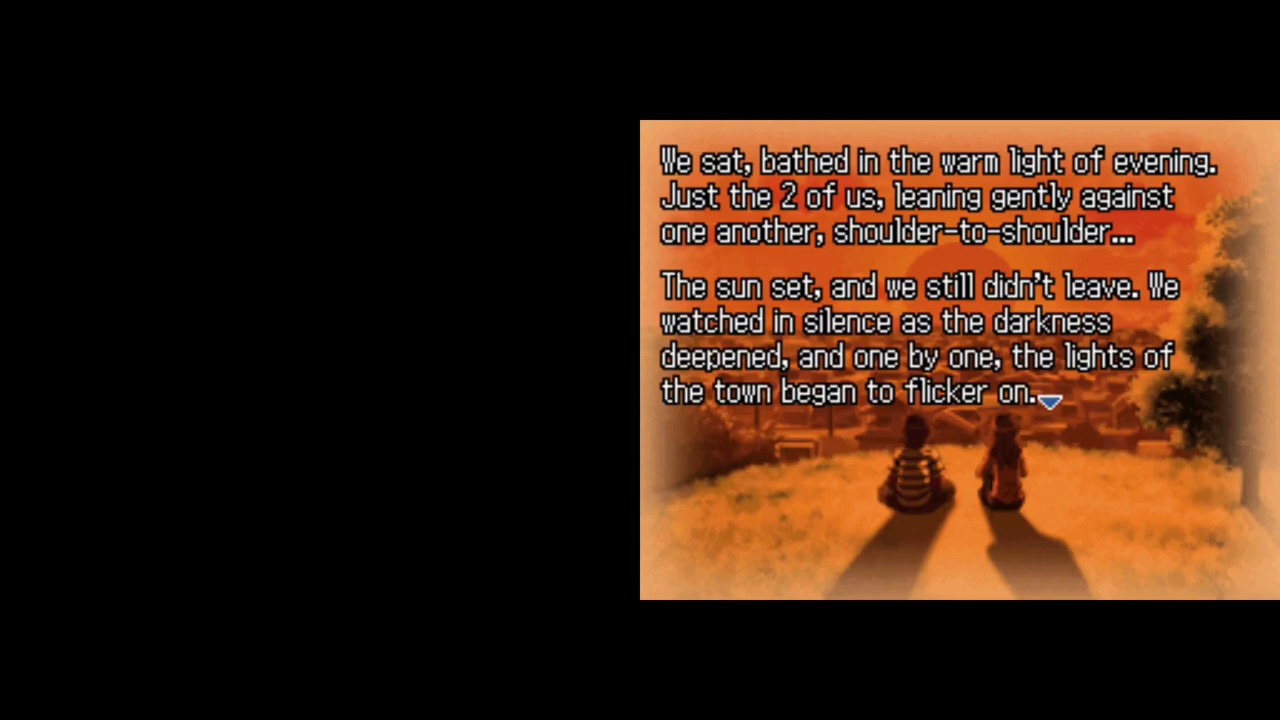 We sat, bathed in the warm light of evening.
Just the 2 of us, leaning gently against
one another, shoulder-to-shoulder...
The sun set, and we still didn't leave. We
watched in silence as the darkness
deepened, and one by one, the lights of
the town began to flicker on.